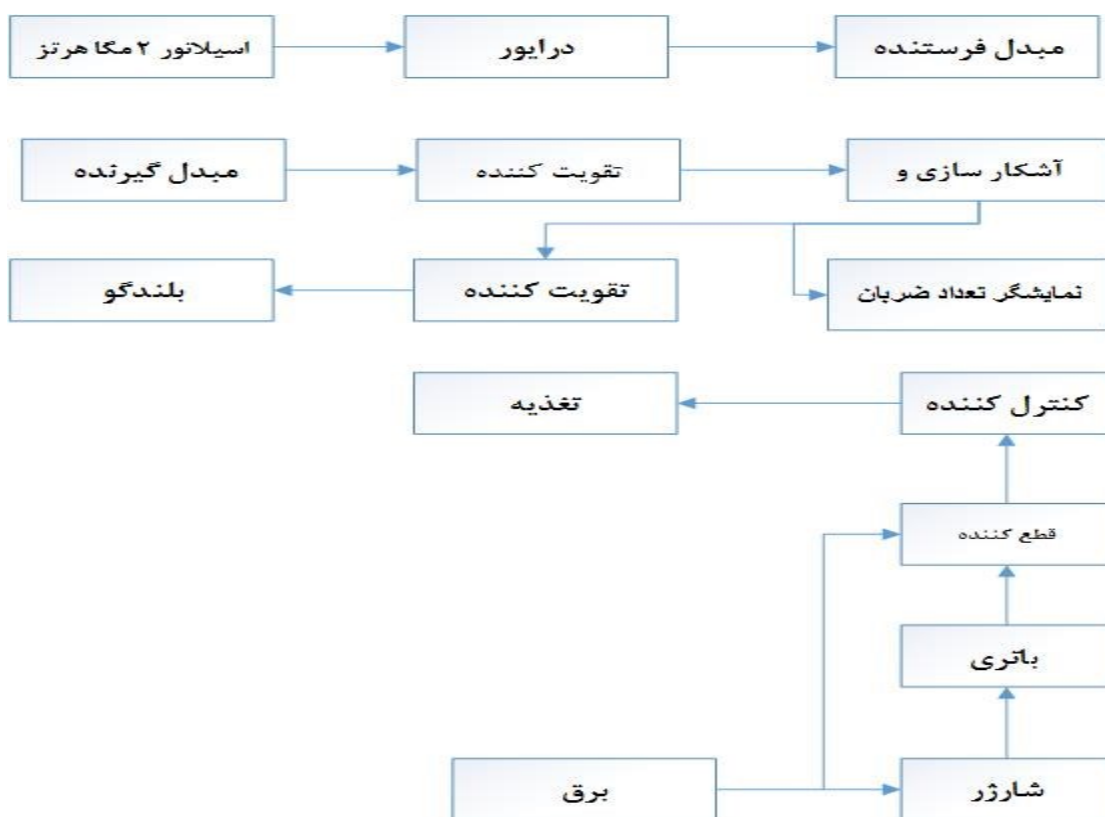 اسیلاتور ۲ مگا هرتز
درایور
مبدل فرستنده
مبدل گیرنده
تقویت کننده
آشکار سازی و
بلندگو
تقویت کننده
نمایشگر تعداد ضربان
تغذیه
کنترل کننده
قطع کننده
باتری
برق
شارژر